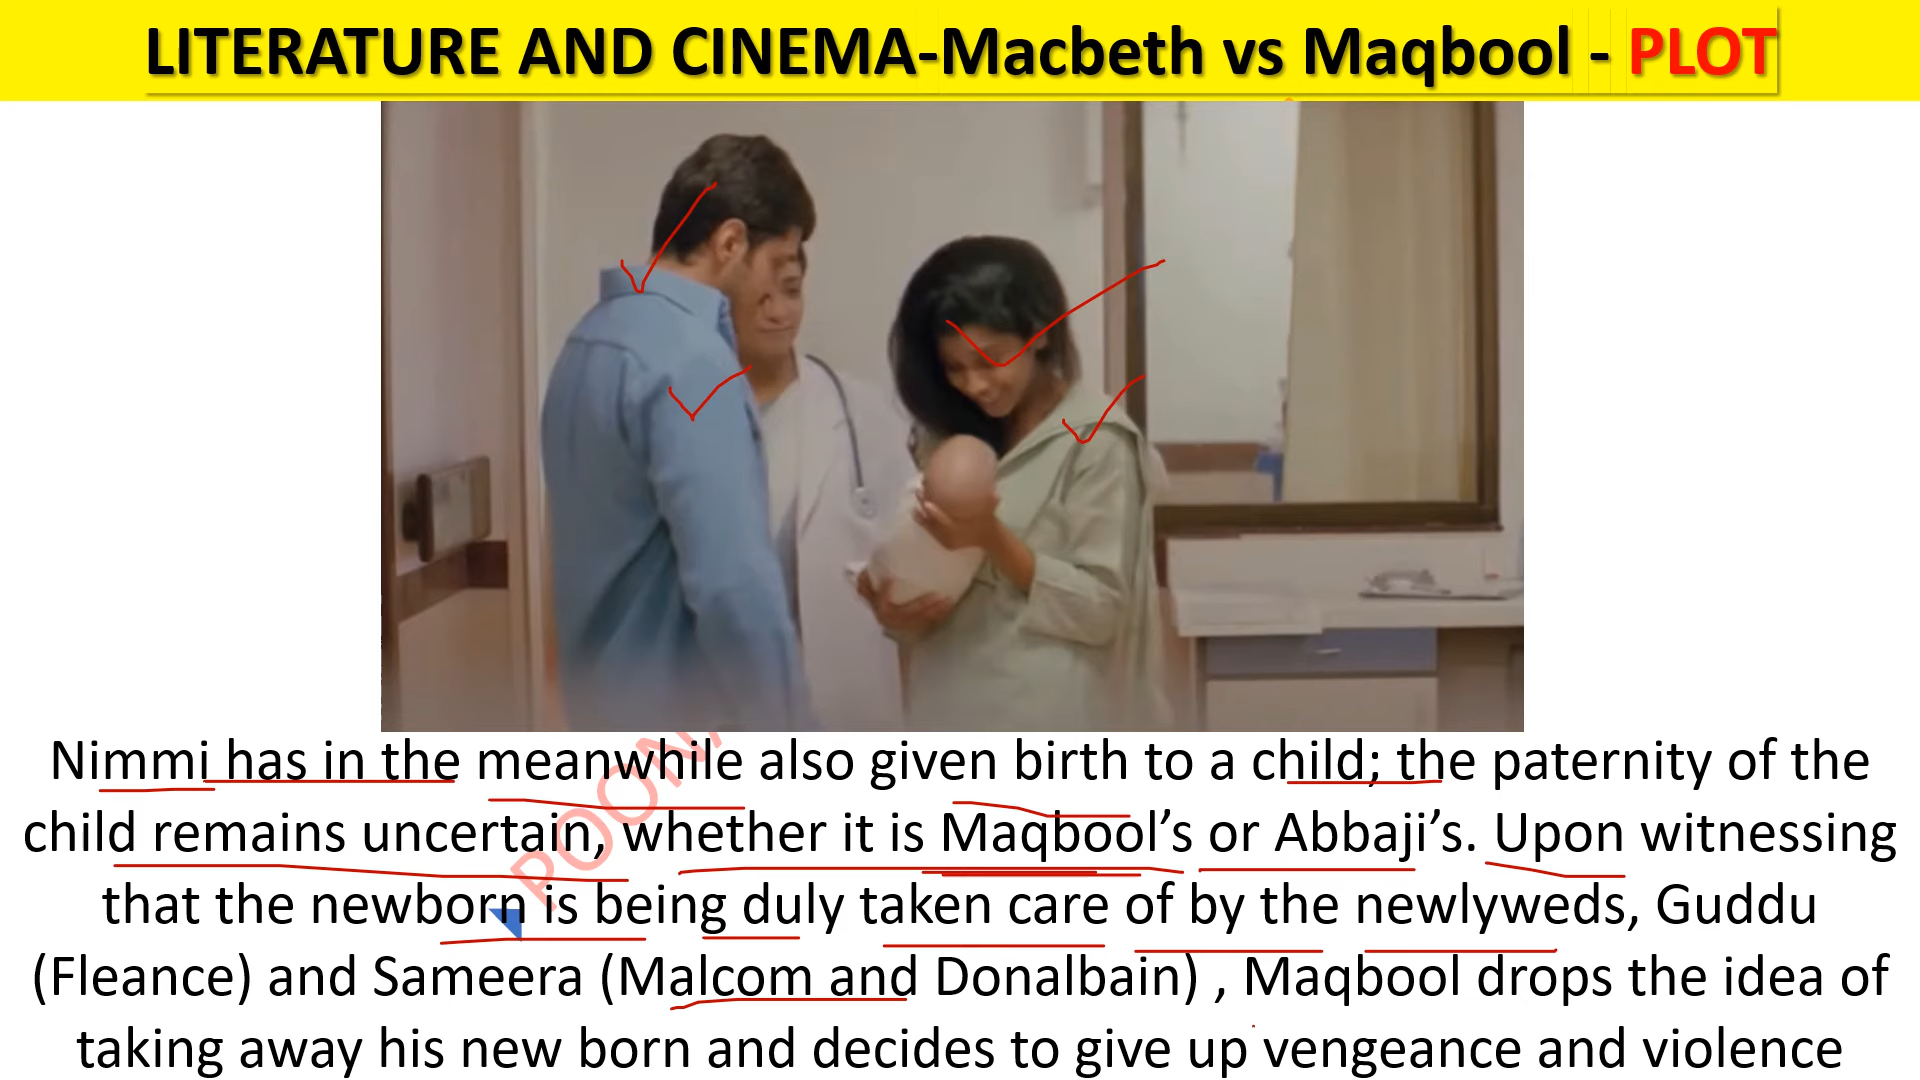 LITERATURE AND CINEMA-Macbeth vs Maqbool - PLOT
Nimmi has in the meanwhile also given birth to a child; the paternity of the
child remains uncertain, whether it is Maqbool’s or Abbaji’s. Upon witnessing
that the newborn is being duly taken care of by the newlyweds, Guddu
(Fleance) and Sameera (Malcom and Donalbain) , Maqbool drops the idea of
taking away his new born and decides to give up vengeance and violence